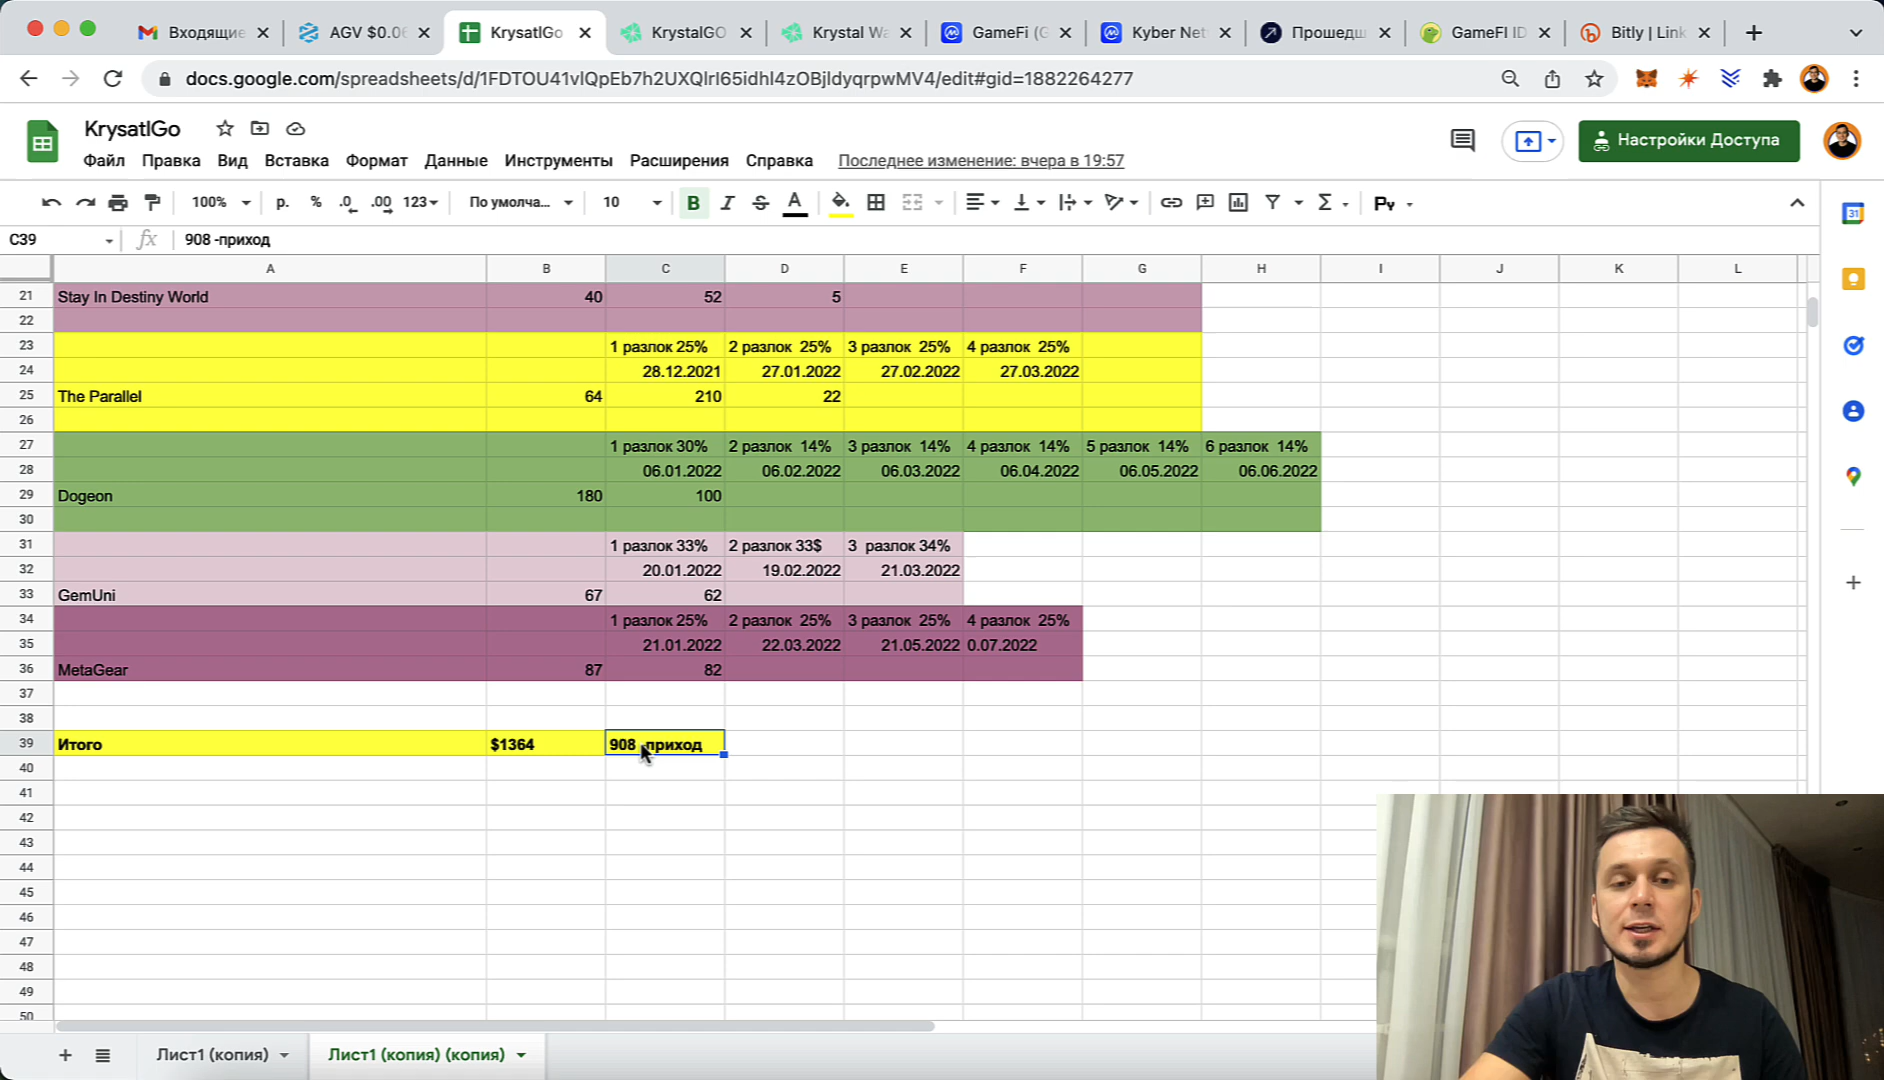 Входящие
AGV $0.06
KrysatlGo
KrystalGO
Krystal Wa
GameFi (G
Kyber Net
Прошедш
GameFI ID
Bitly | Link
docs.google.com/spreadsheets/d/1FDTOU41vlQpEb7h2UXQlrI65idhI4zOBjldyqrpwMV4/edit#gid=1882264277
KrysatlGo
Файл Правка Вид Вставка Формат Данные Инструменты Расширения Справка Последнее изменение: вчера в 19:57
Настройки Доступа
100% р. % .0 .00 123 По умолча... 10 B I S A Σ Pу
C39 fx 908 -приход
A B C D E F G H I J K L
21 Stay In Destiny World 40 52 5
22
23 1 разлок 25% 2 разлок 25% 3 разлок 25% 4 разлок 25%
24 28.12.2021 27.01.2022 27.02.2022 27.03.2022
25 The Parallel 64 210 22
26
27 1 разлок 30% 2 разлок 14% 3 разлок 14% 4 разлок 14% 5 разлок 14% 6 разлок 14%
28 06.01.2022 06.02.2022 06.03.2022 06.04.2022 06.05.2022 06.06.2022
29 Dogeon 180 100
30
31 1 разлок 33% 2 разлок 33$ 3 разлок 34%
32 20.01.2022 19.02.2022 21.03.2022
33 GemUni 67 62
34 1 разлок 25% 2 разлок 25% 3 разлок 25% 4 разлок 25%
35 21.01.2022 22.03.2022 21.05.2022 0.07.2022
36 MetaGear 87 82
37
38
39 Итого $1364 908 -приход
40
41
42
43
44
45
46
47
48
49
50
31
Лист1 (копия) Лист1 (копия) (копия)